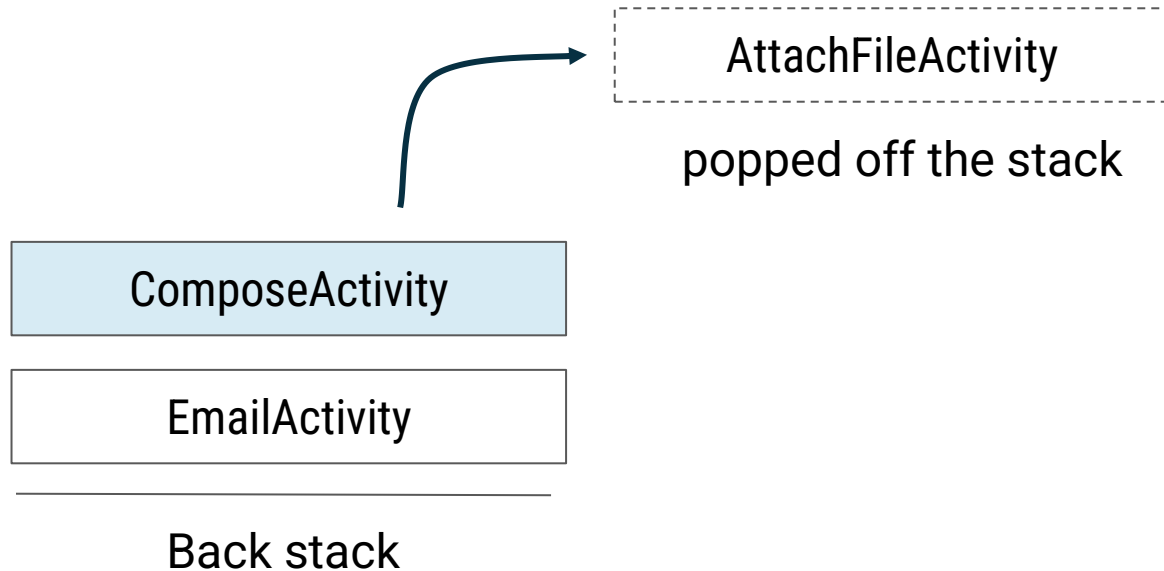 AttachFileActivity
popped off the stack
ComposeActivity
EmailActivity
Back stack